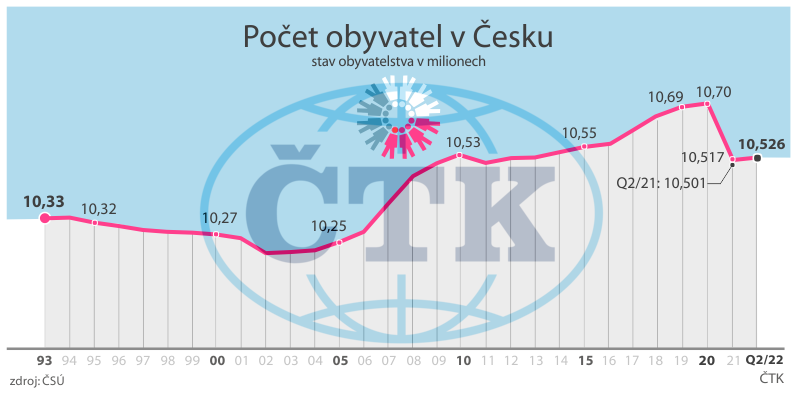 Počet obyvatel v Česku
stav obyvatelstva v milionech
10,33
10,32
10,27
10,25
10,53
10,55
10,69
10,70
10,517
10,526
Q2/21: 10,501
ČTK
93 94 95 96 97 98 99 00 01 02 03 04 05 06 07 08 09 10 11 12 13 14 15 16 17 18 19 20 21 Q2/22
zdroj: ČSÚ
ČTK